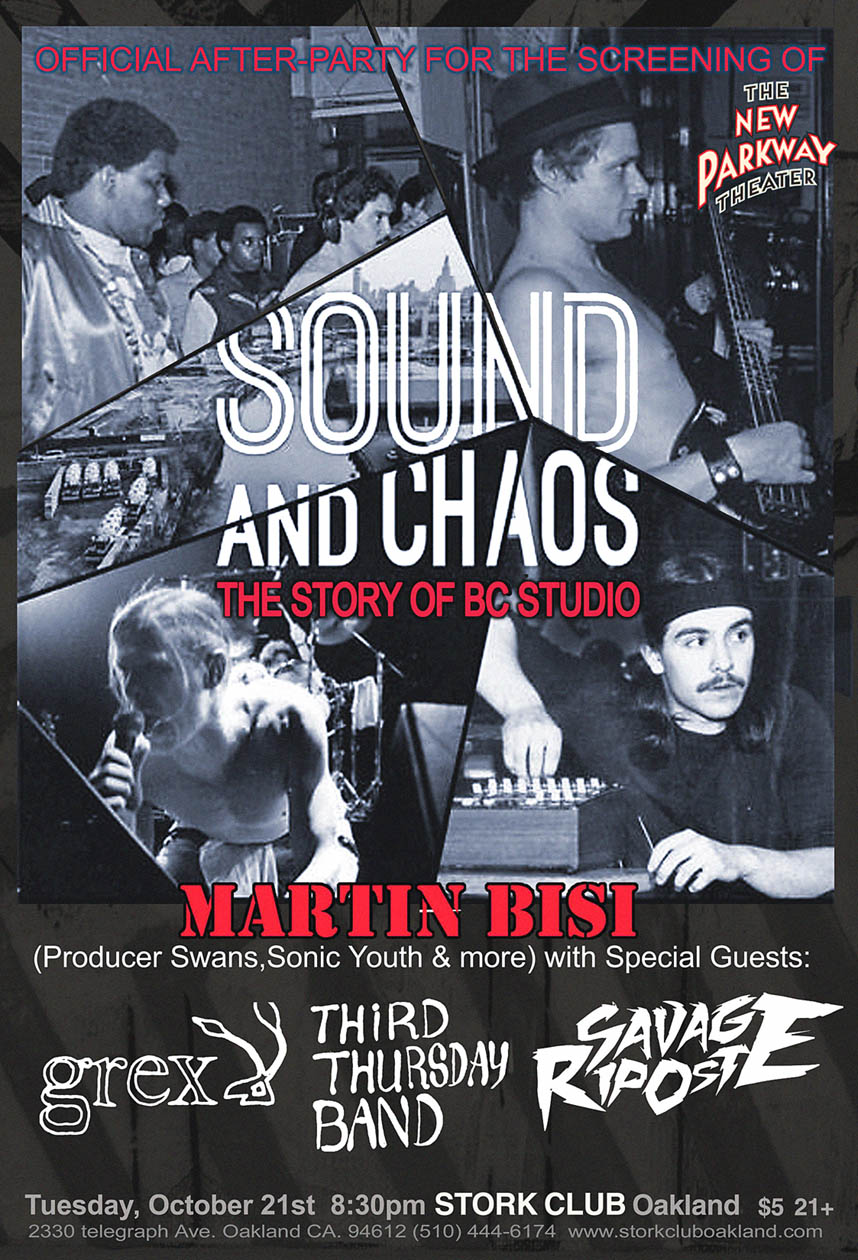 OFFICIAL AFTER-PARTY FOR THE SCREENING OF
THE
NEW
PARKWAY
THEATER
SOUND
AND CHAOS
THE STORY OF BC STUDIO
MARTIN BISI
(Producer Swans,Sonic Youth & more) with Special Guests:
grex
THIRD
THURSDAY
BAND
SAVAGE
RIPOSTE
Tuesday, October 21st 8:30pm STORK CLUB Oakland $5 21+
2330 telegraph Ave. Oakland CA. 94612 (510) 444-6174 www.storkcluboakland.com